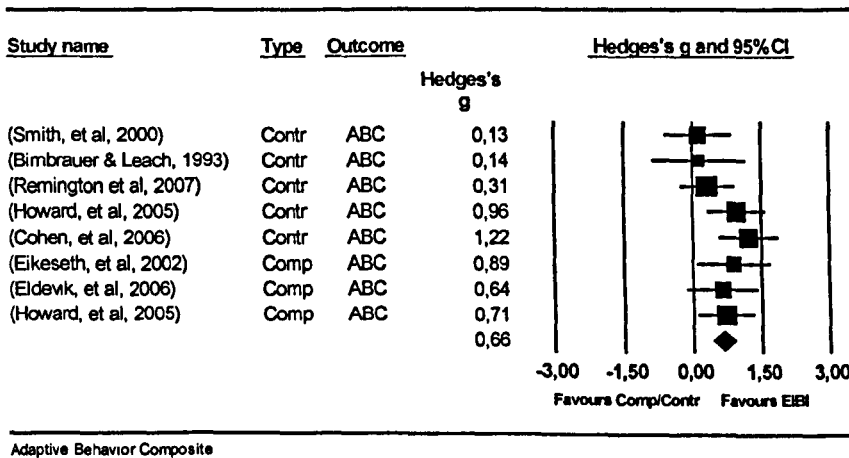 Study name Type Outcome Hedges's g and 95%CI
Hedges's
g
(Smith, et al, 2000) Contr ABC 0,13
(Bimbrauer & Leach, 1993) Contr ABC 0,14
(Remington et al, 2007) Contr ABC 0,31
(Howard, et al, 2005) Contr ABC 0,96
(Cohen, et al, 2006) Contr ABC 1,22
(Eikeseth, et al, 2002) Comp ABC 0,89
(Eldevik, et al, 2006) Comp ABC 0,64
(Howard, et al, 2005) Comp ABC 0,71
0,66
-3,00 -1,50 0,00 1,50 3,00
Favours Comp/Contr Favours EIBI
Adaptive Behavior Composite